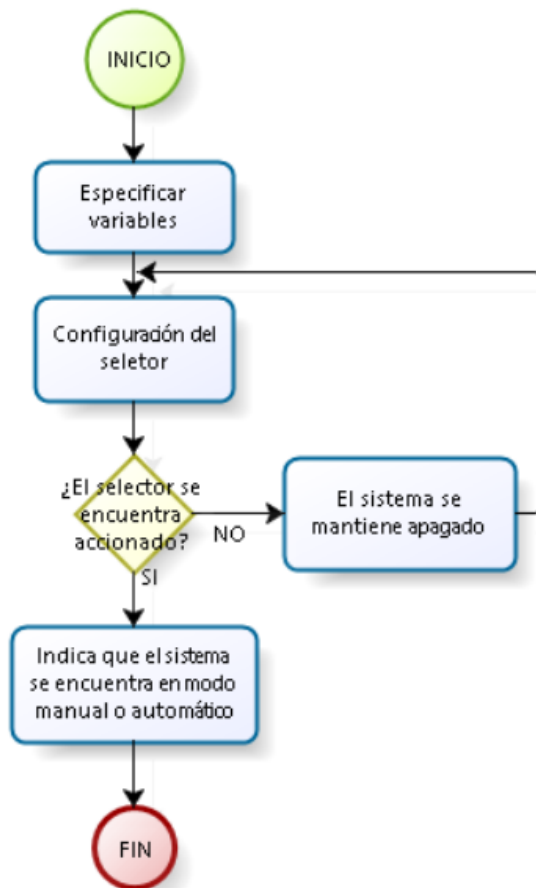 INICIO
Especificar
variables
Configuración del
seletor
¿El selector se
encuentra
accionado?
NO
El sistema se
mantiene apagado
SI
Indica que el sistema
se encuentra en modo
manual o automático
FIN